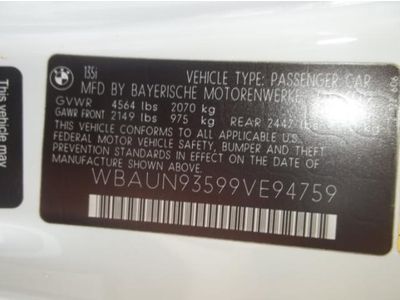 135i VEHICLE TYPE: PASSENGER CAR
MFD BY BAYERISCHE MOTORENWERKE
GVWR 4564 lbs 2070 kg
GAWR FRONT 2149 lbs 975 kg REAR 2447
THIS VEHICLE CONFORMS TO ALL APPLICABLE U.S.
FEDERAL MOTOR VEHICLE SAFETY, BUMPER AND THEFT
PREVENTION STANDARDS IN EFFECT ON
DATE OF MANUFACTURE SHOWN ABOVE
WBAUN93599VE94759
This vehicle may